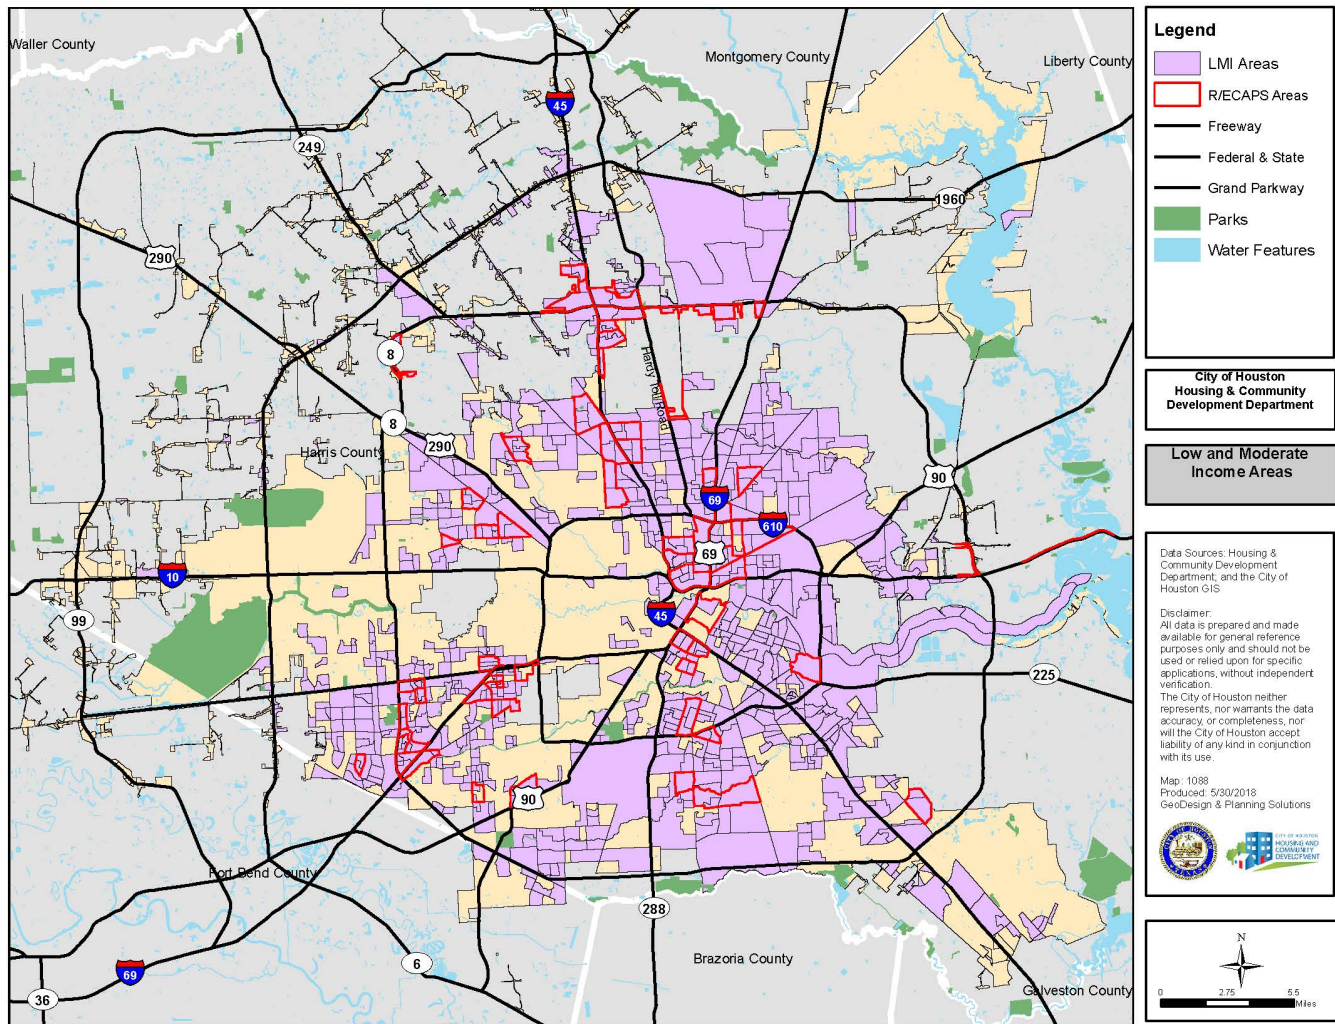 Waller County
Montgomery County
Liberty County
45
249
1960
290
8
Hardy Toll Road
8
290
Harris County
90
69
610
69
10
45
99
225
90
Fort Bend County
288
6
69
36
Brazoria County
Galveston County
Legend
LMI Areas
R/ECAPS Areas
Freeway
Federal & State
Grand Parkway
Parks
Water Features
City of Houston
Housing & Community
Development Department
Low and Moderate
Income Areas
Data Sources: Housing &
Community Development
Department; and the City of
Houston GIS
Disclaimer:
All data is prepared and made
available for general reference
purposes only and should not be
used or relied upon for specific
applications, without independent
verification.
The City of Houston neither
represents, nor warrants the data
accuracy, or completeness, nor
will the City of Houston accept
liability of any kind in conjunction
with its use.
Map: 1088
Produced: 5/30/2018
GeoDesign & Planning Solutions
CITY OF HOUSTON
HOUSING AND
COMMUNITY
DEVELOPMENT
N
0 2.75 5.5
Miles